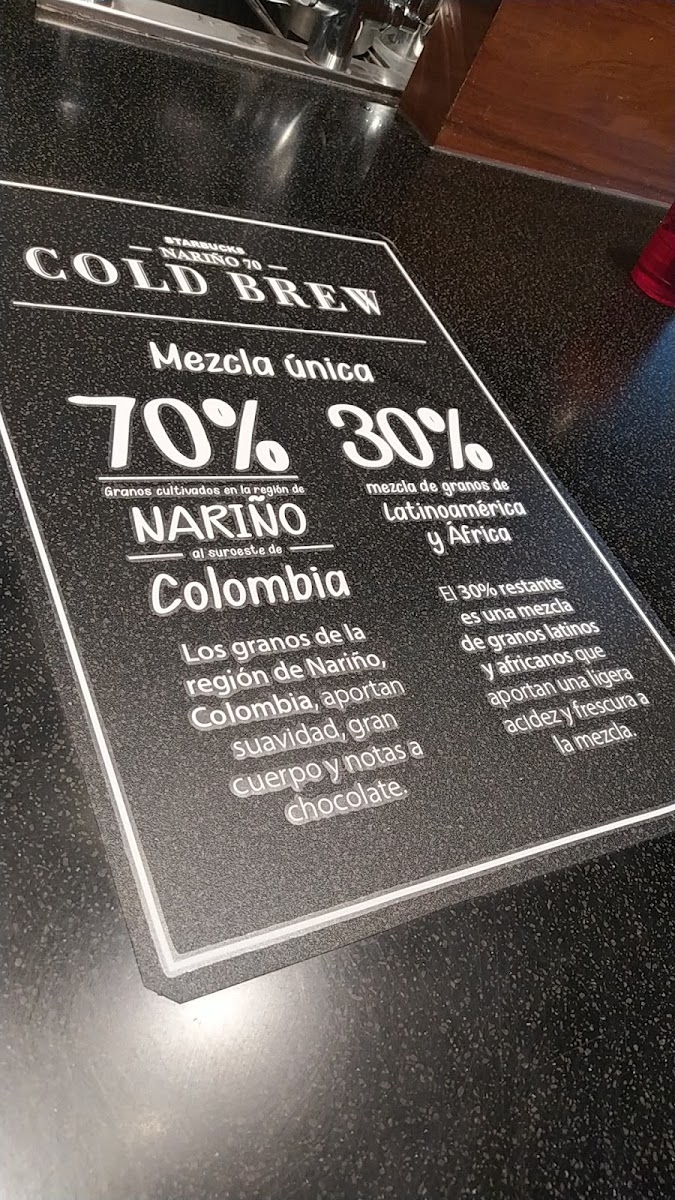 STARBUCKS
NARIÑO 70
COLD BREW
Mezcla única
70%
Granos cultivados en la región de
NARIÑO
al suroeste de
Colombia
Los granos de la
región de Nariño,
Colombia, aportan
suavidad, gran
cuerpo y notas a
chocolate.
30%
mezcla de granos de
Latinoamérica
y África
El 30% restante
es una mezcla
de granos latinos
y africanos que
aportan una ligera
acidez y frescura a
la mezcla.